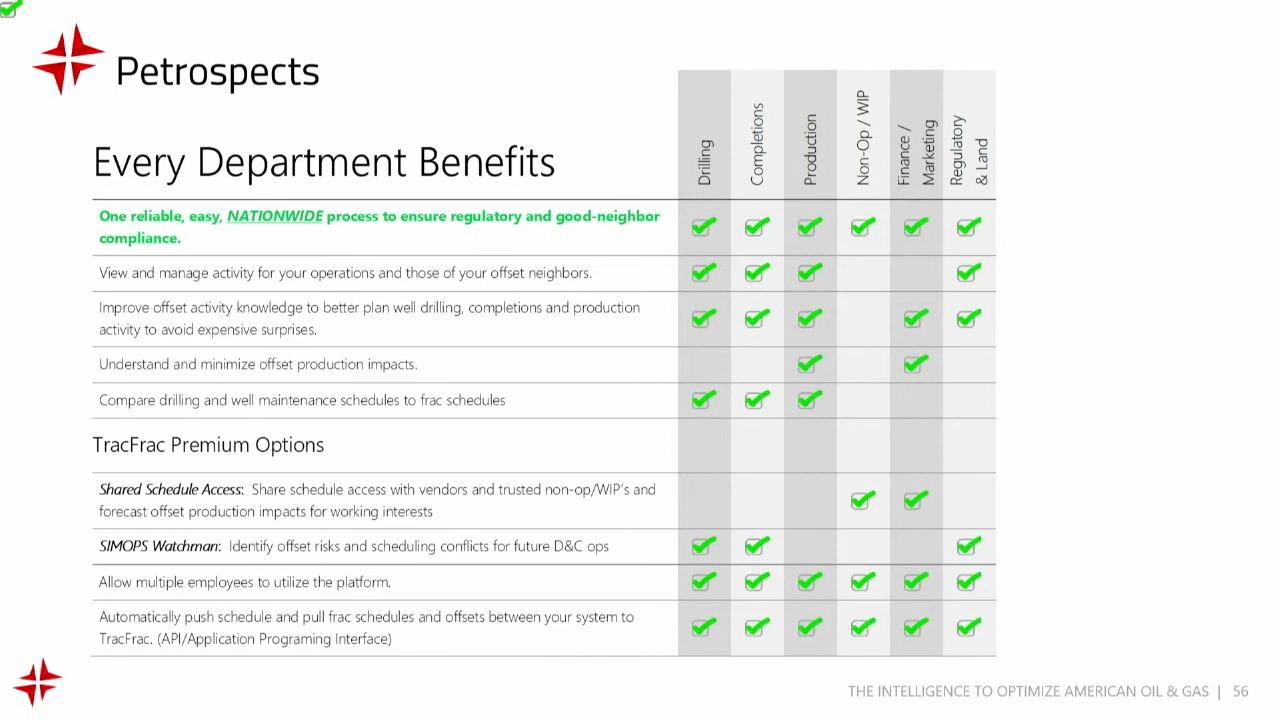 Petrospects
Every Department Benefits
Drilling
Completions
Production
Non-Op / WIP
Finance /
Marketing
Regulatory
& Land
One reliable, easy, NATIONWIDE process to ensure regulatory and good-neighbor
compliance.
View and manage activity for your operations and those of your offset neighbors.
Improve offset activity knowledge to better plan well drilling, completions and production
activity to avoid expensive surprises.
Understand and minimize offset production impacts.
Compare drilling and well maintenance schedules to frac schedules
TracFrac Premium Options
Shared Schedule Access: Share schedule access with vendors and trusted non-op/WIP's and
forecast offset production impacts for working interests
SIMOPS Watchman: Identify offset risks and scheduling conflicts for future D&C ops
Allow multiple employees to utilize the platform.
Automatically push schedule and pull frac schedules and offsets between your system to
TracFrac. (API/Application Programing Interface)
THE INTELLIGENCE TO OPTIMIZE AMERICAN OIL & GAS | 56